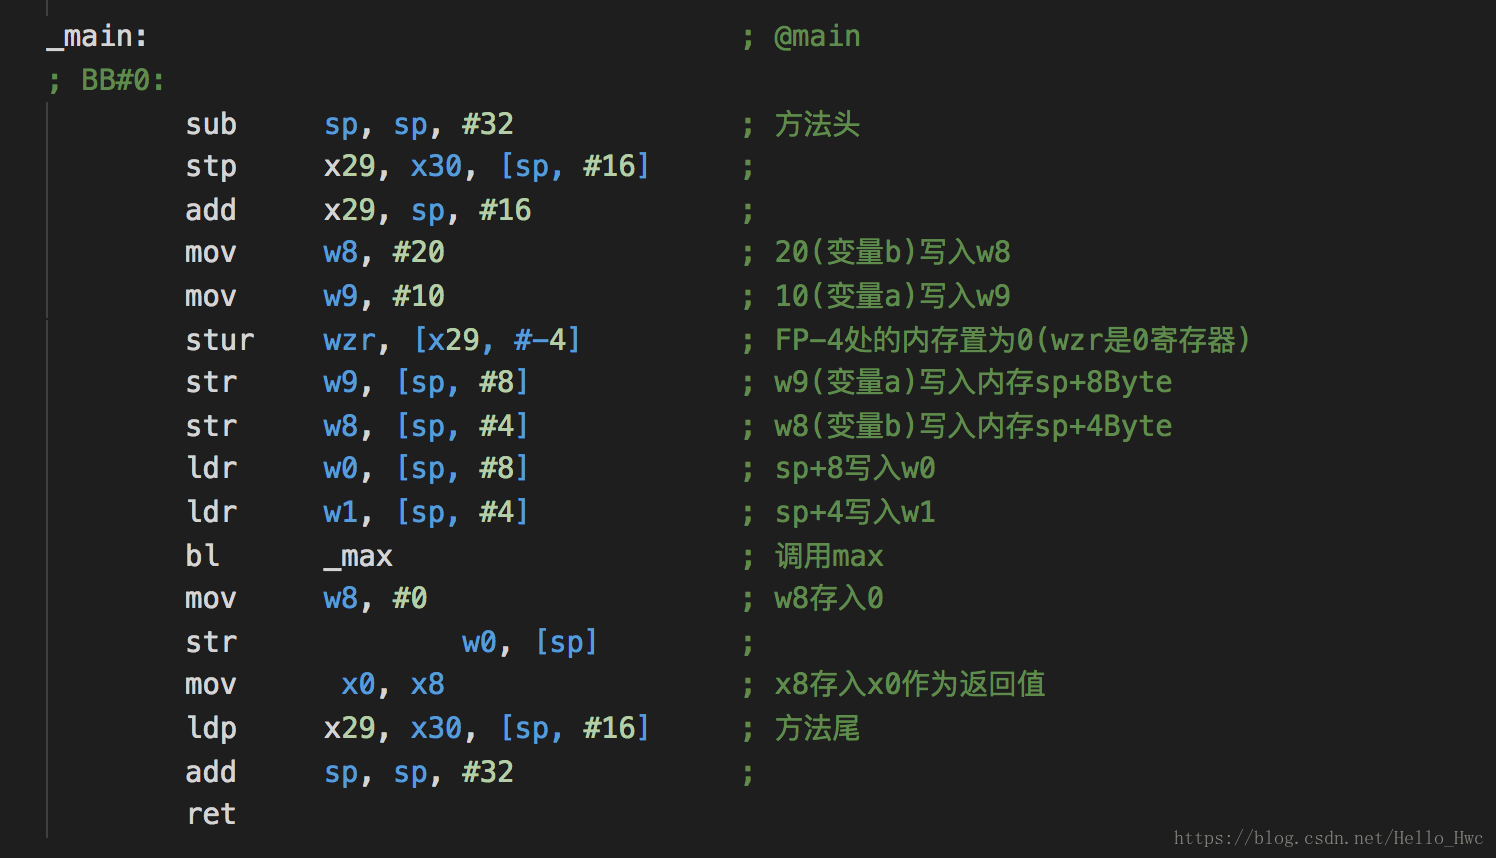 _main: ; @main
; BB#0:
sub sp, sp, #32 ; 方法头
stp x29, x30, [sp, #16] ;
add x29, sp, #16 ;
mov w8, #20 ; 20(变量b)写入w8
mov w9, #10 ; 10(变量a)写入w9
stur wzr, [x29, #-4] ; FP-4处的内存置为0(wzr是0寄存器)
str w9, [sp, #8] ; w9(变量a)写入内存sp+8Byte
str w8, [sp, #4] ; w8(变量b)写入内存sp+4Byte
ldr w0, [sp, #8] ; sp+8写入w0
ldr w1, [sp, #4] ; sp+4写入w1
bl _max ; 调用max
mov w8, #0 ; w8存入0
str w0, [sp] ;
mov x0, x8 ; x8存入x0作为返回值
ldp x29, x30, [sp, #16] ; 方法尾
add sp, sp, #32 ;
ret
https://blog.csdn.net/Hello_Hwc